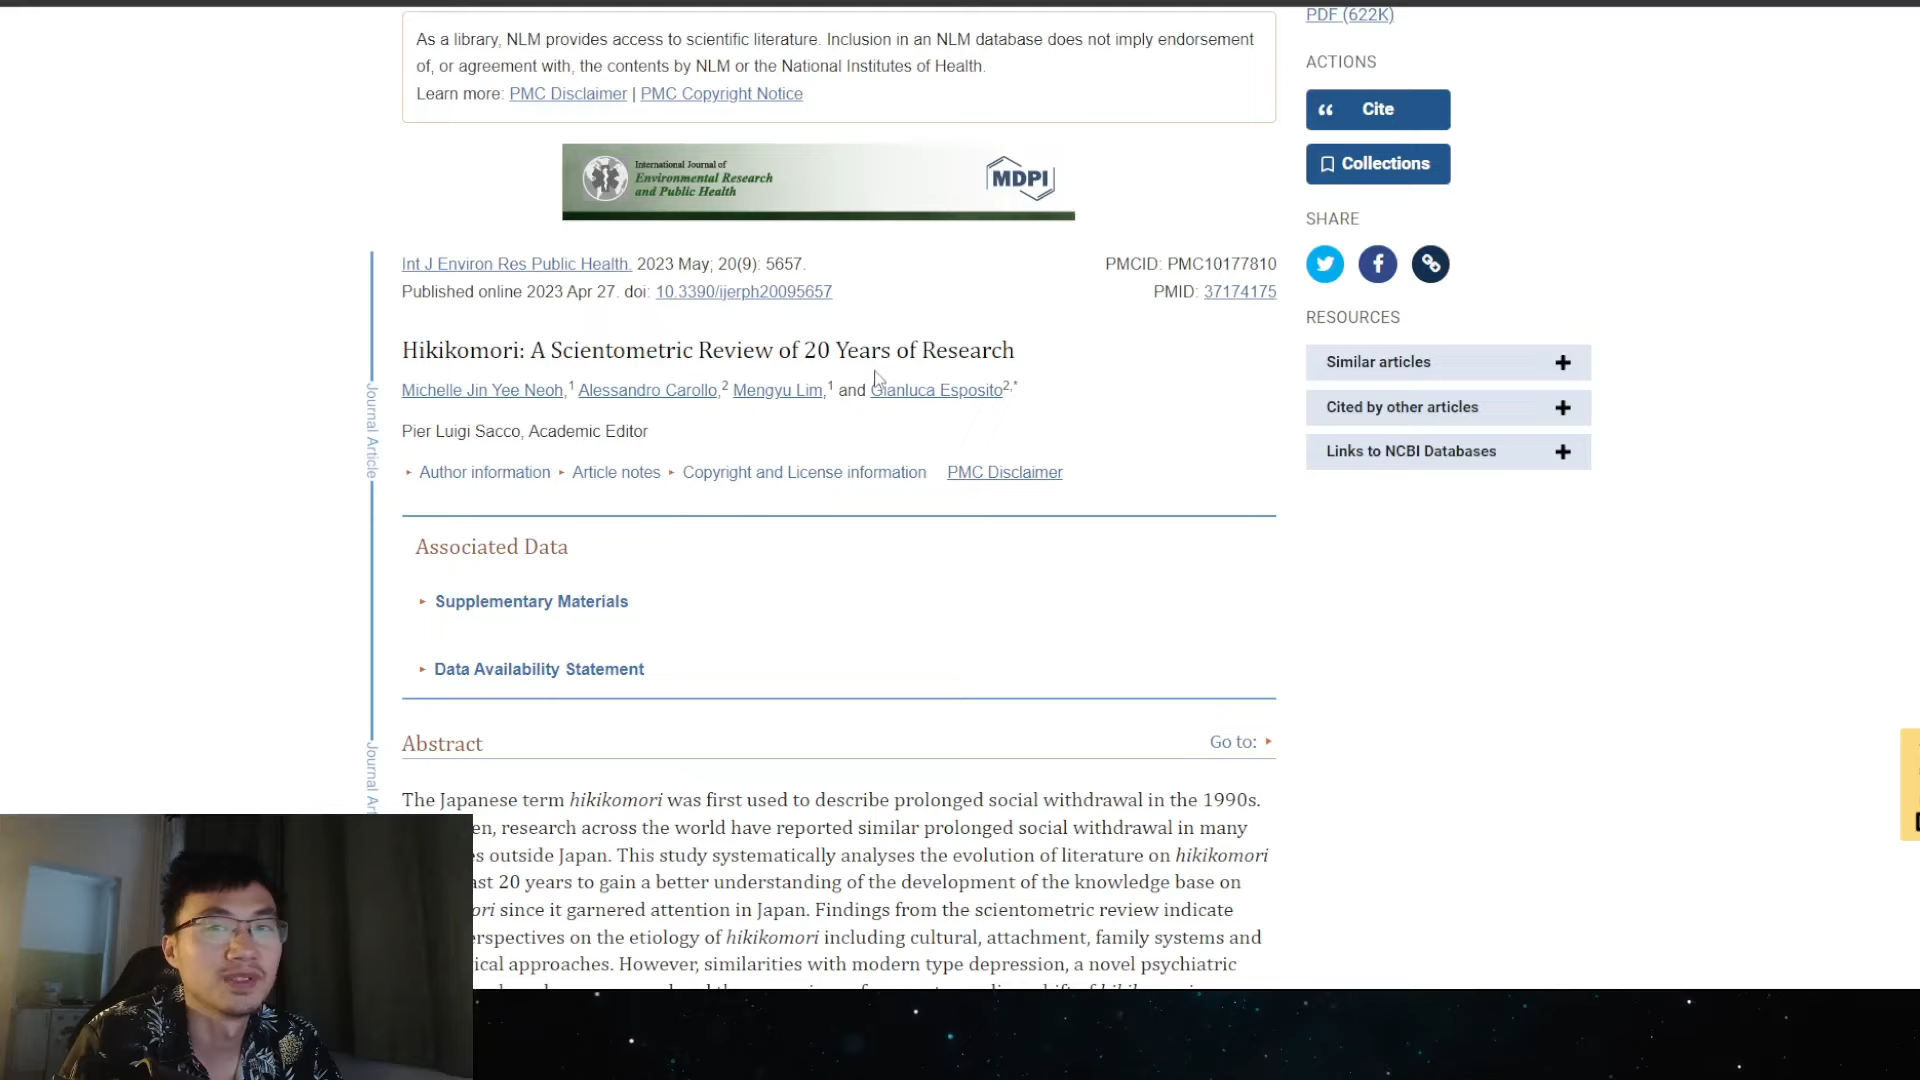 As a library, NLM provides access to scientific literature. Inclusion in an NLM database does not imply endorsement
of, or agreement with, the contents by NLM or the National Institutes of Health.
Learn more: PMC Disclaimer | PMC Copyright Notice
International Journal of
Environmental Research
and Public Health
MDPI
Int J Environ Res Public Health. 2023 May; 20(9): 5657.
PMCID: PMC10177810
Published online 2023 Apr 27. doi: 10.3390/ijerph20095657
PMID: 37174175
Hikikomori: A Scientometric Review of 20 Years of Research
Michelle Jin Yee Neoh,1 Alessandro Carollo,2 Mengyu Lim,1 and Gianluca Esposito2,*
Pier Luigi Sacco, Academic Editor
Author information Article notes Copyright and License information PMC Disclaimer
Associated Data
Supplementary Materials
Data Availability Statement
Abstract
Go to:
The Japanese term hikikomori was first used to describe prolonged social withdrawal in the 1990s.
research across the world have reported similar prolonged social withdrawal in many
outside Japan. This study systematically analyses the evolution of literature on hikikomori
20 years to gain a better understanding of the development of the knowledge base on
since it garnered attention in Japan. Findings from the scientometric review indicate
on the etiology of hikikomori including cultural, attachment, family systems and
approaches. However, similarities with modern type depression, a novel psychiatric
Journal Article
Journal
PDF (622K)
ACTIONS
Cite
Collections
SHARE
RESOURCES
Similar articles
Cited by other articles
Links to NCBI Databases